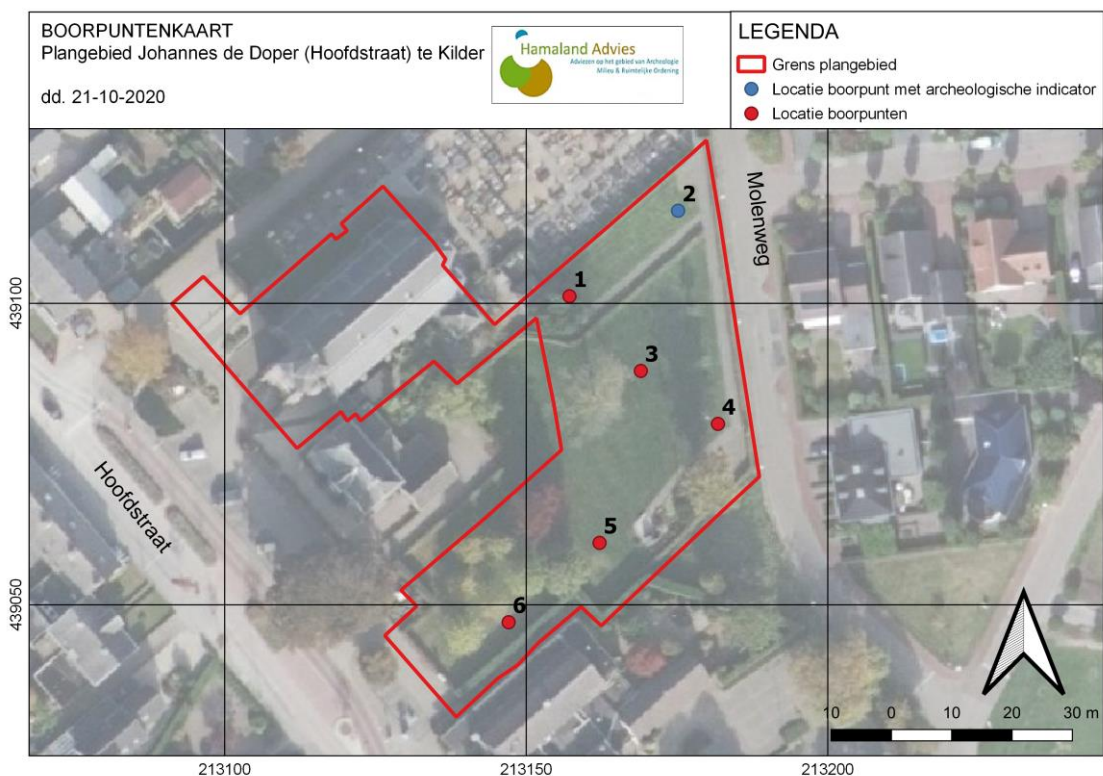 BOORPUNTENKAART
Plangebied Johannes de Doper (Hoofdstraat) te Kilder
dd. 21-10-2020
Hamaland Advies
Adviezen op het gebied van Archeologie
Milieu & Ruimtelijke Ordening
LEGENDA
Grens plangebied
Locatie boorpunt met archeologische indicator
Locatie boorpunten
Molenweg
2
1
439100
3
4
Hoofdstraat
5
439050
6
10 0 10 20 30 m
213100 213150 213200